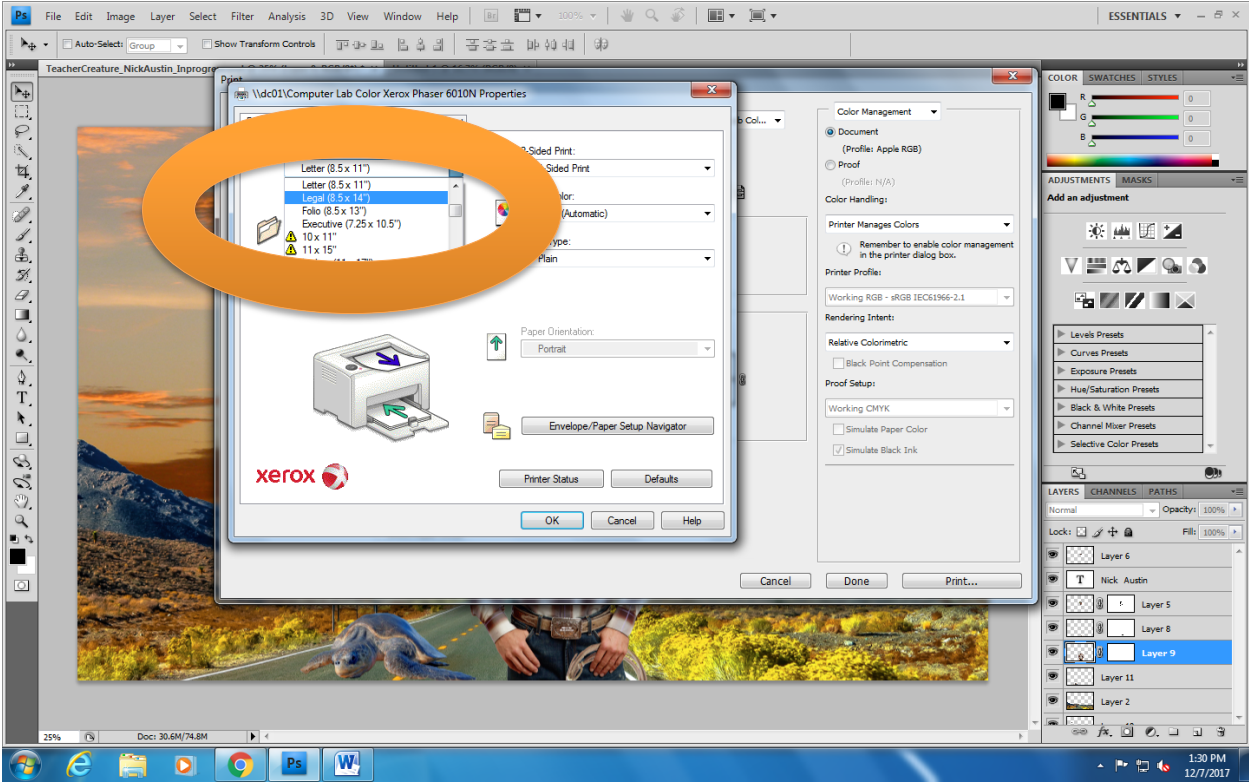 Ps File Edit Image Layer Select Filter Analysis 3D View Window Help Br 100% ESSENTIALS
Auto-Select: Group Show Transform Controls
TeacherCreature_NickAustin_Inprogre
Print
\\dc01\Computer Lab Color Xerox Phaser 6010N Properties
2-Sided Print:
Letter (8.5 x 11")
Sided Print
Letter (8.5 x 11")
Legal (8.5 x 14")
Folio (8.5 x 13")
Executive (7.25 x 10.5")
10 x 11"
11 x 15"
(Automatic)
Plain
Paper Orientation:
Portrait
Envelope/Paper Setup Navigator
xerox
Printer Status Defaults
OK Cancel Help
b Col...
Color Management
Document
(Profile: Apple RGB)
Proof
(Profile: N/A)
Color Handling:
Printer Manages Colors
Remember to enable color management
in the printer dialog box.
Printer Profile:
Working RGB - sRGB IEC61966-2.1
Rendering Intent:
Relative Colorimetric
Black Point Compensation
Proof Setup:
Working CMYK
Simulate Paper Color
Simulate Black Ink
Cancel Done Print...
COLOR SWATCHES STYLES
R 0
G 0
B 0
ADJUSTMENTS MASKS
Add an adjustment
Levels Presets
Curves Presets
Exposure Presets
Hue/Saturation Presets
Black & White Presets
Channel Mixer Presets
Selective Color Presets
LAYERS CHANNELS PATHS
Normal Opacity: 100%
Lock: Fill: 100%
Layer 6
T Nick Austin
Layer 5
Layer 8
Layer 9
Layer 11
Layer 2
25% Doc: 30.6M/74.8M
Ps W
1:30 PM
12/7/2017